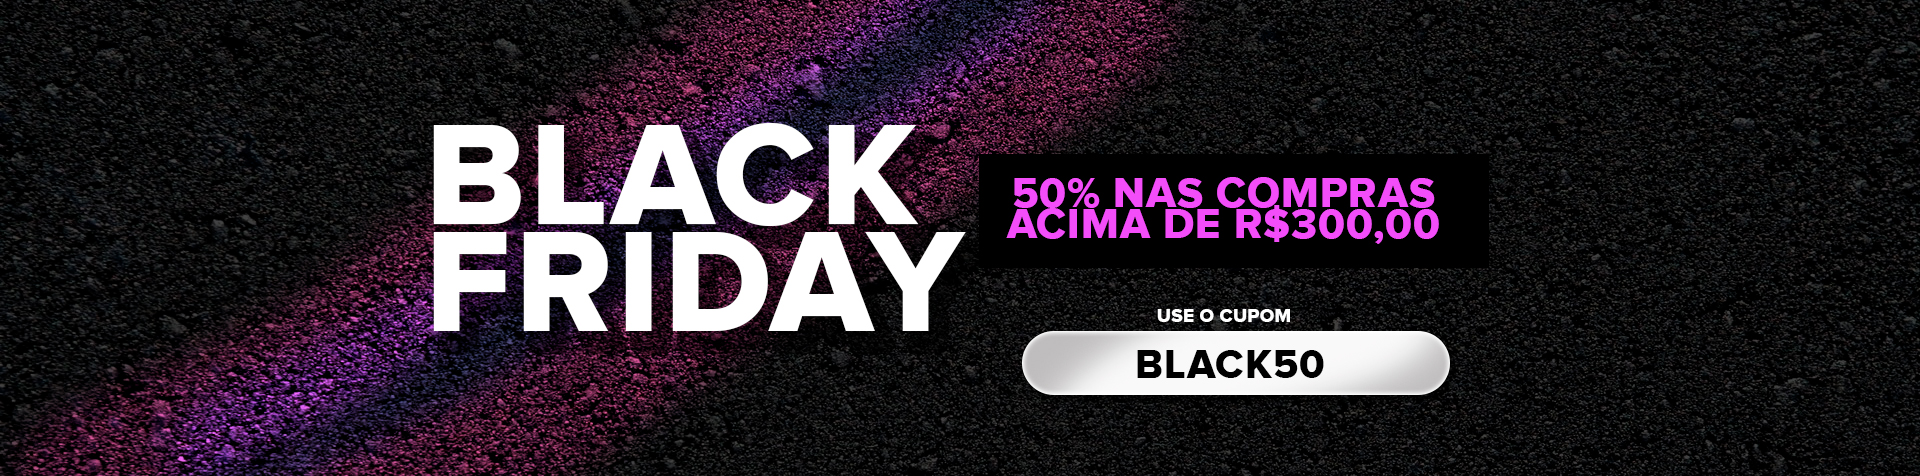 BLACK
FRIDAY
50% NAS COMPRAS
ACIMA DE R$300,00
USE O CUPOM
BLACK50